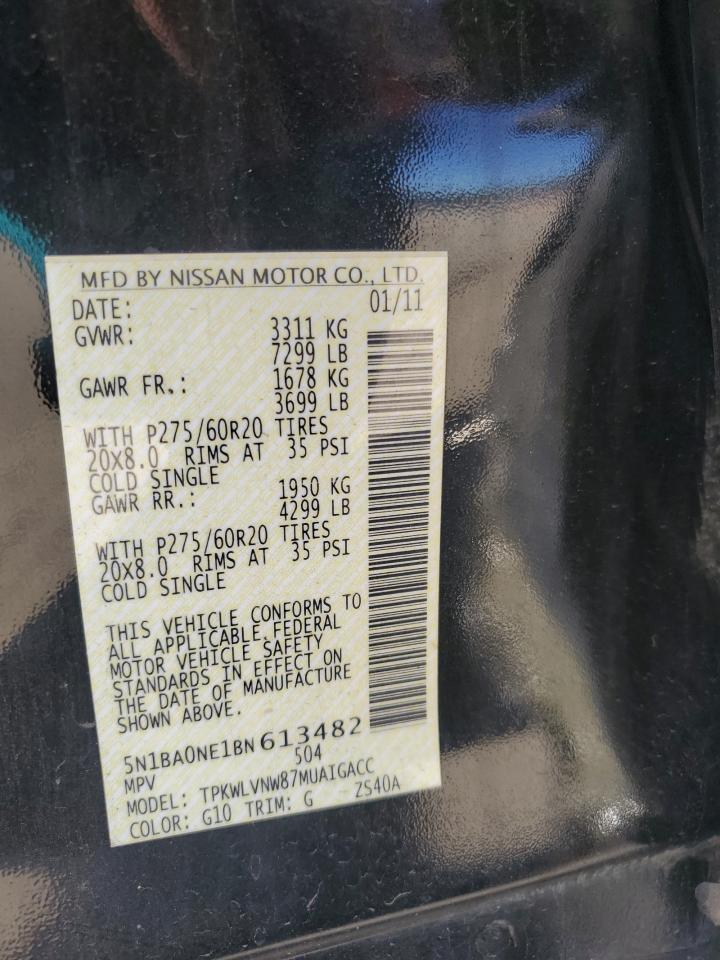 MFD BY NISSAN MOTOR CO., LTD.
DATE: 01/11
GVWR: 3311 KG
7299 LB
GAWR FR.: 1678 KG
3699 LB
WITH P275/60R20 TIRES
20X8.0 RIMS AT 35 PSI
COLD SINGLE
GAWR RR.: 1950 KG
4299 LB
WITH P275/60R20 TIRES
20X8.0 RIMS AT 35 PSI
COLD SINGLE
THIS VEHICLE CONFORMS TO
ALL APPLICABLE FEDERAL
MOTOR VEHICLE SAFETY
STANDARDS IN EFFECT ON
THE DATE OF MANUFACTURE
SHOWN ABOVE.
5N1BA0NE1BN613482
MPV 504
MODEL: TPKWLVNW87MUAIGACC
COLOR: G10 TRIM: G ZS40A